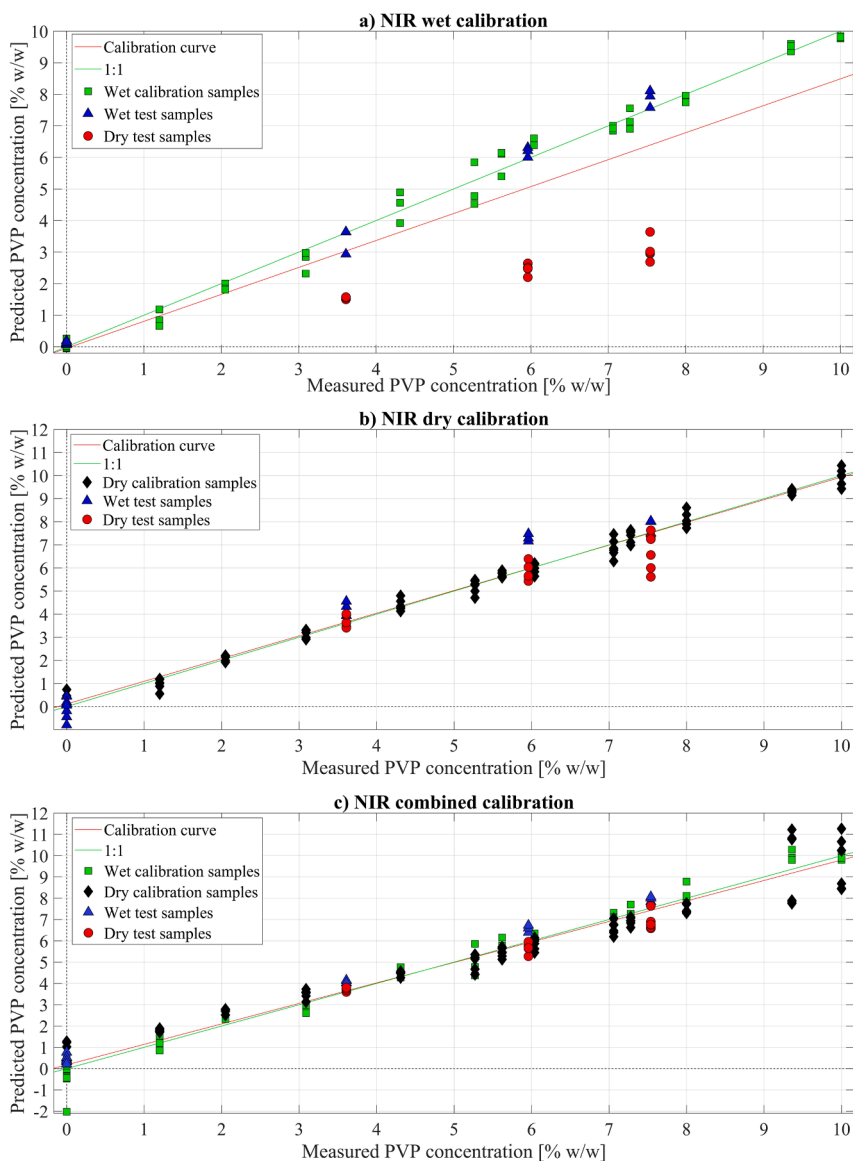 a) NIR wet calibration
Predicted PVP concentration [% w/w]
10
9
8
7
6
5
4
3
2
1
0
Calibration curve
1:1
Wet calibration samples
Wet test samples
Dry test samples
0 1 2 3 4 5 6 7 8 9 10
Measured PVP concentration [% w/w]
b) NIR dry calibration
Predicted PVP concentration [% w/w]
12
11
10
9
8
7
6
5
4
3
2
1
0
Calibration curve
1:1
Dry calibration samples
Wet test samples
Dry test samples
0 1 2 3 4 5 6 7 8 9 10
Measured PVP concentration [% w/w]
c) NIR combined calibration
Predicted PVP concentration [% w/w]
12
11
10
9
8
7
6
5
4
3
2
1
0
-1
-2
Calibration curve
1:1
Wet calibration samples
Dry calibration samples
Wet test samples
Dry test samples
0 1 2 3 4 5 6 7 8 9 10
Measured PVP concentration [% w/w]